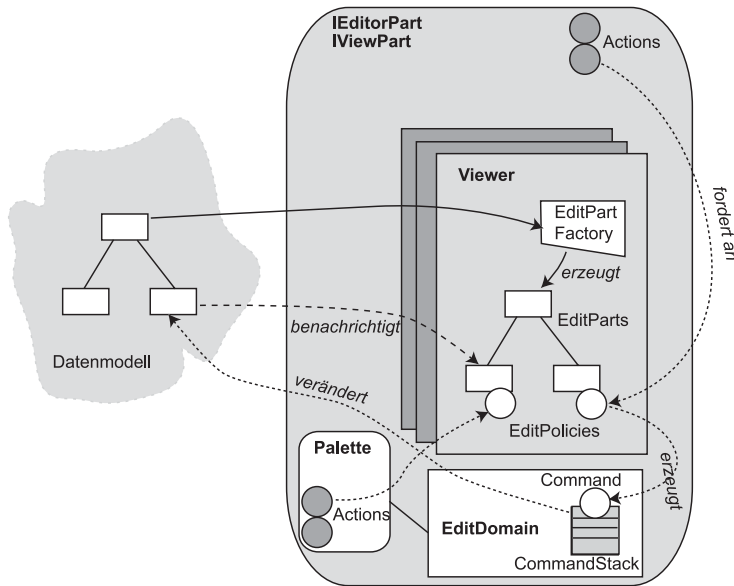 IEditorPart
IViewPart
Actions
Viewer
EditPart
Factory
fordert an
erzeugt
EditParts
benachrichtigt
Datenmodell
verändert
EditPolicies
Palette
Actions
Command
erzeugt
EditDomain
CommandStack